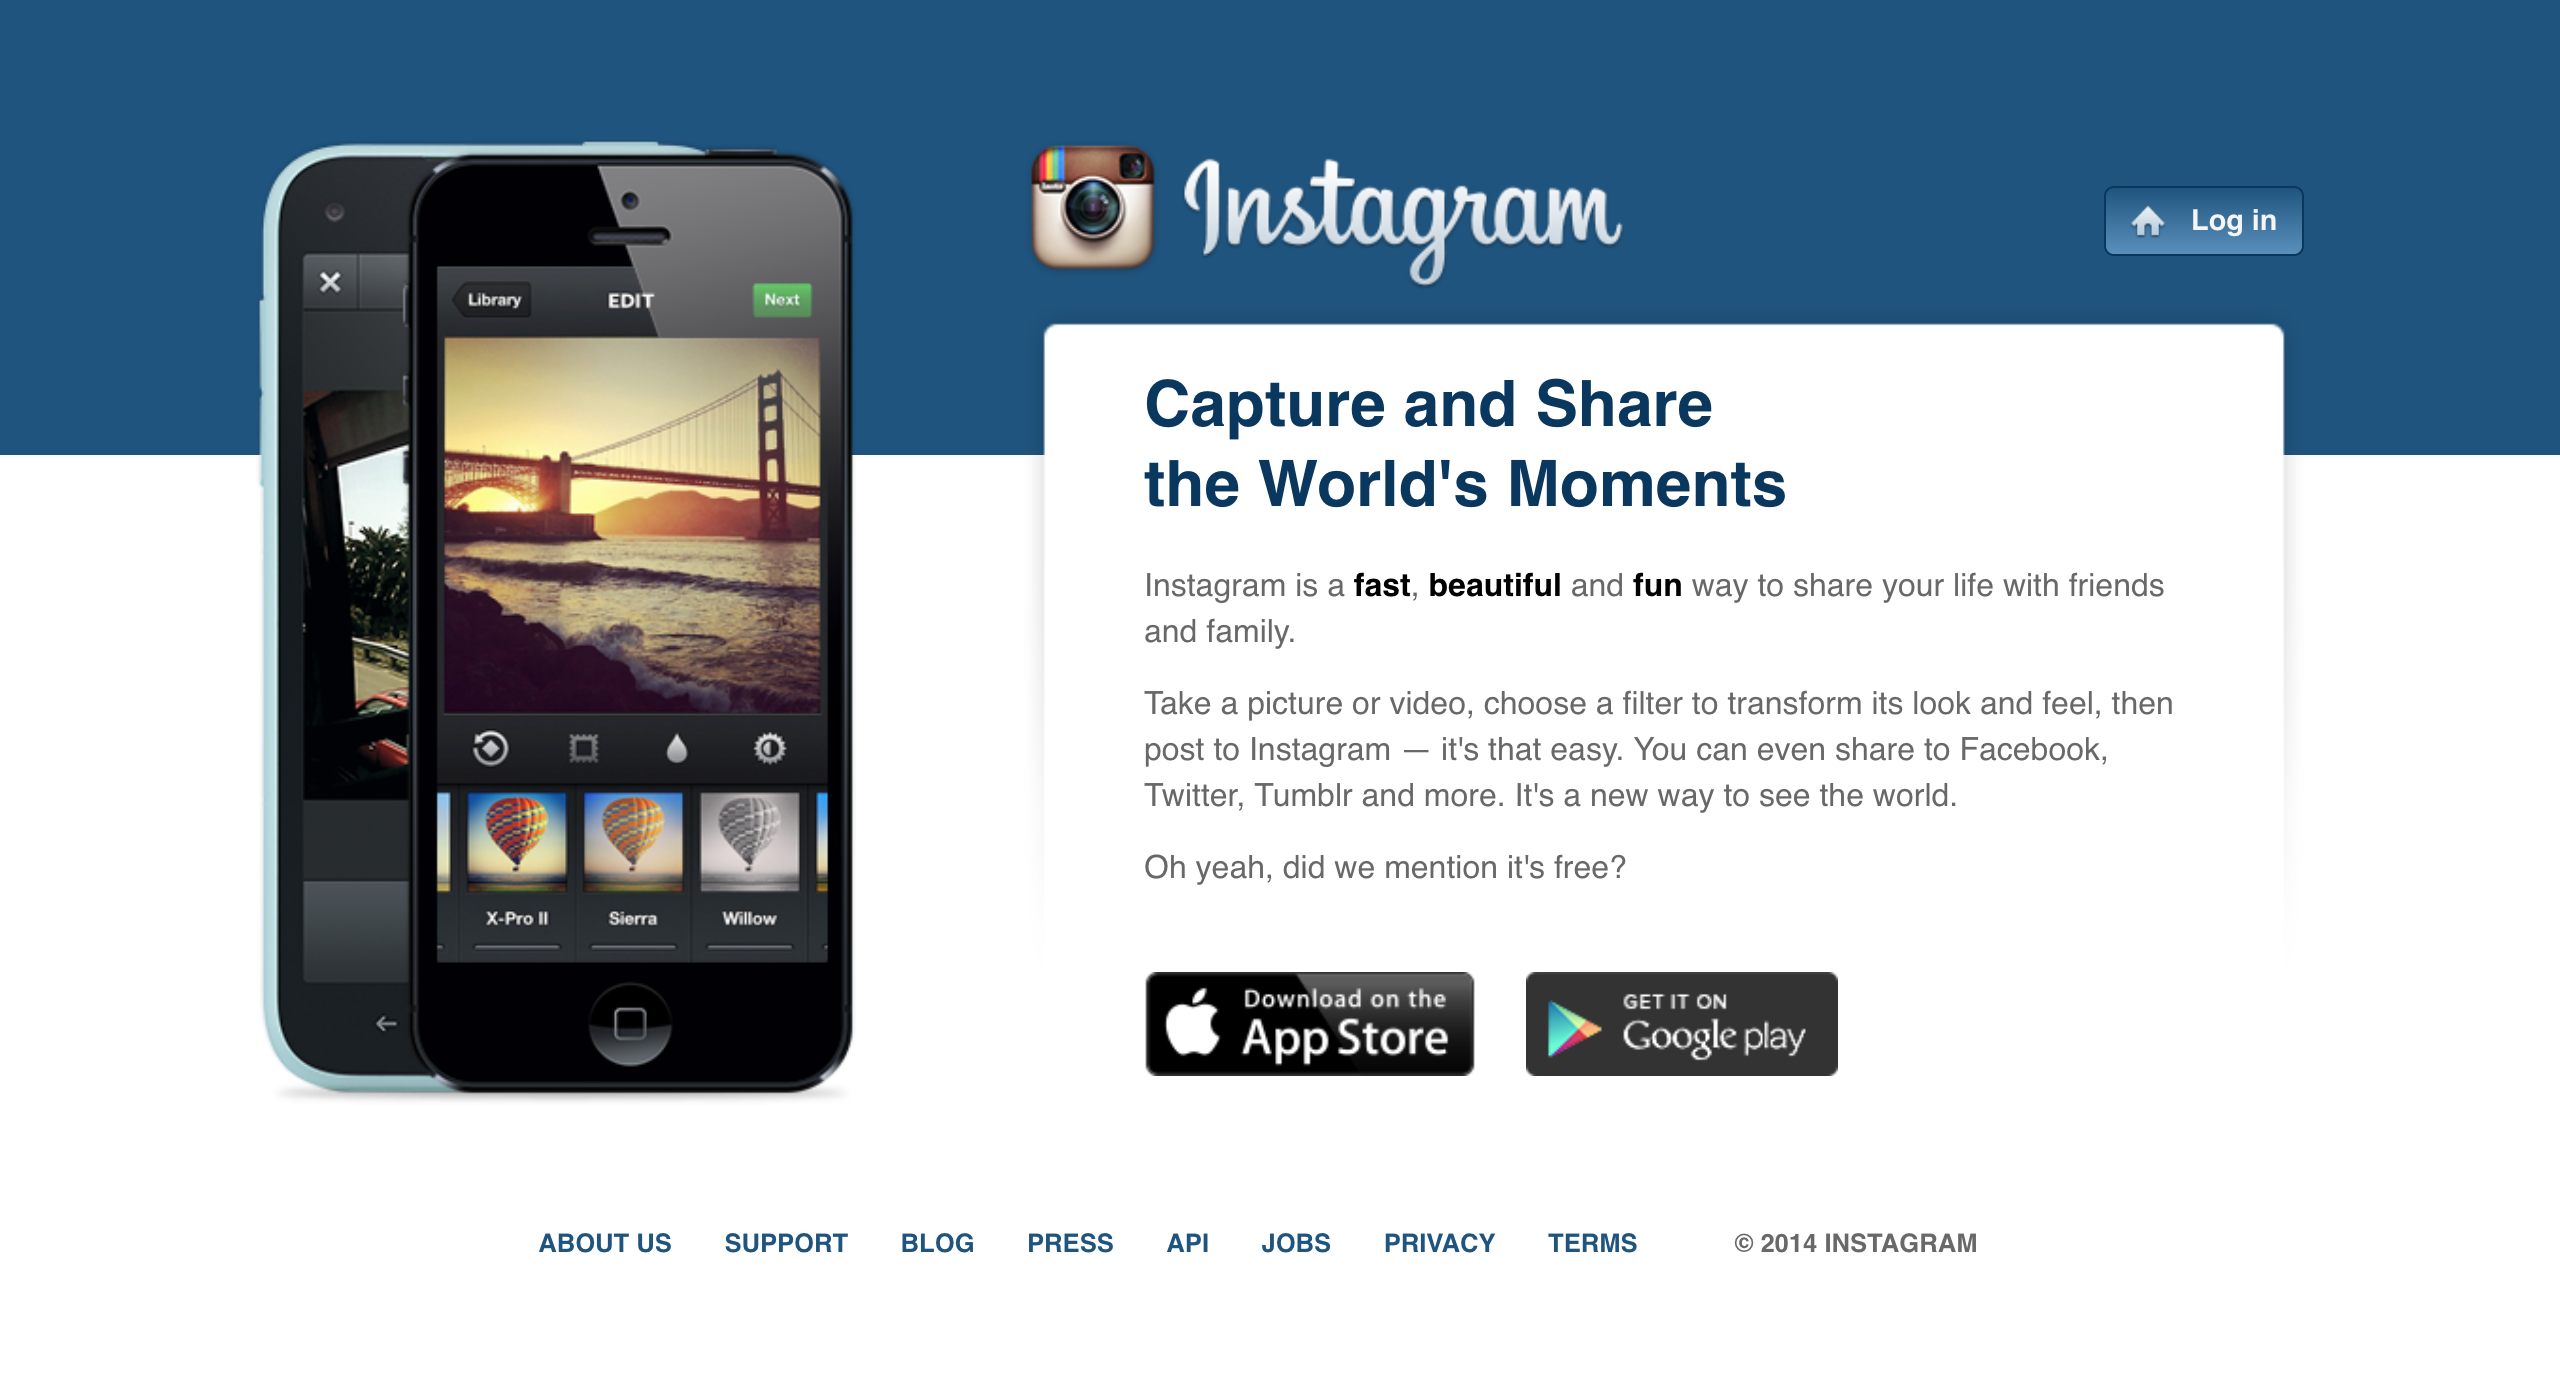 Instagram
Log in
Library
EDIT
Next
X-Pro II
Sierra
Willow
Capture and Share
the World's Moments
Instagram is a fast, beautiful and fun way to share your life with friends
and family.
Take a picture or video, choose a filter to transform its look and feel, then
post to Instagram — it's that easy. You can even share to Facebook,
Twitter, Tumblr and more. It's a new way to see the world.
Oh yeah, did we mention it's free?
Download on the
App Store
GET IT ON
Google play
ABOUT US SUPPORT BLOG PRESS API JOBS PRIVACY TERMS © 2014 INSTAGRAM